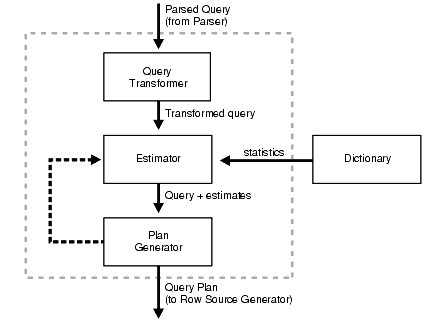 Parsed Query
(from Parser)
Query
Transformer
Transformed query
Estimator
statistics
Dictionary
Query + estimates
Plan
Generator
Query Plan
(to Row Source Generator)